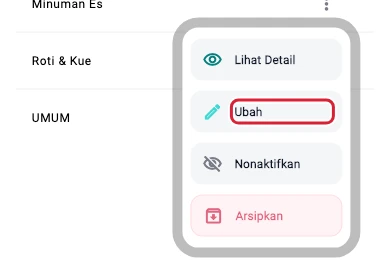 Minuman Es
Roti & Kue
UMUM
Lihat Detail
Ubah
Nonaktifkan
Arsipkan